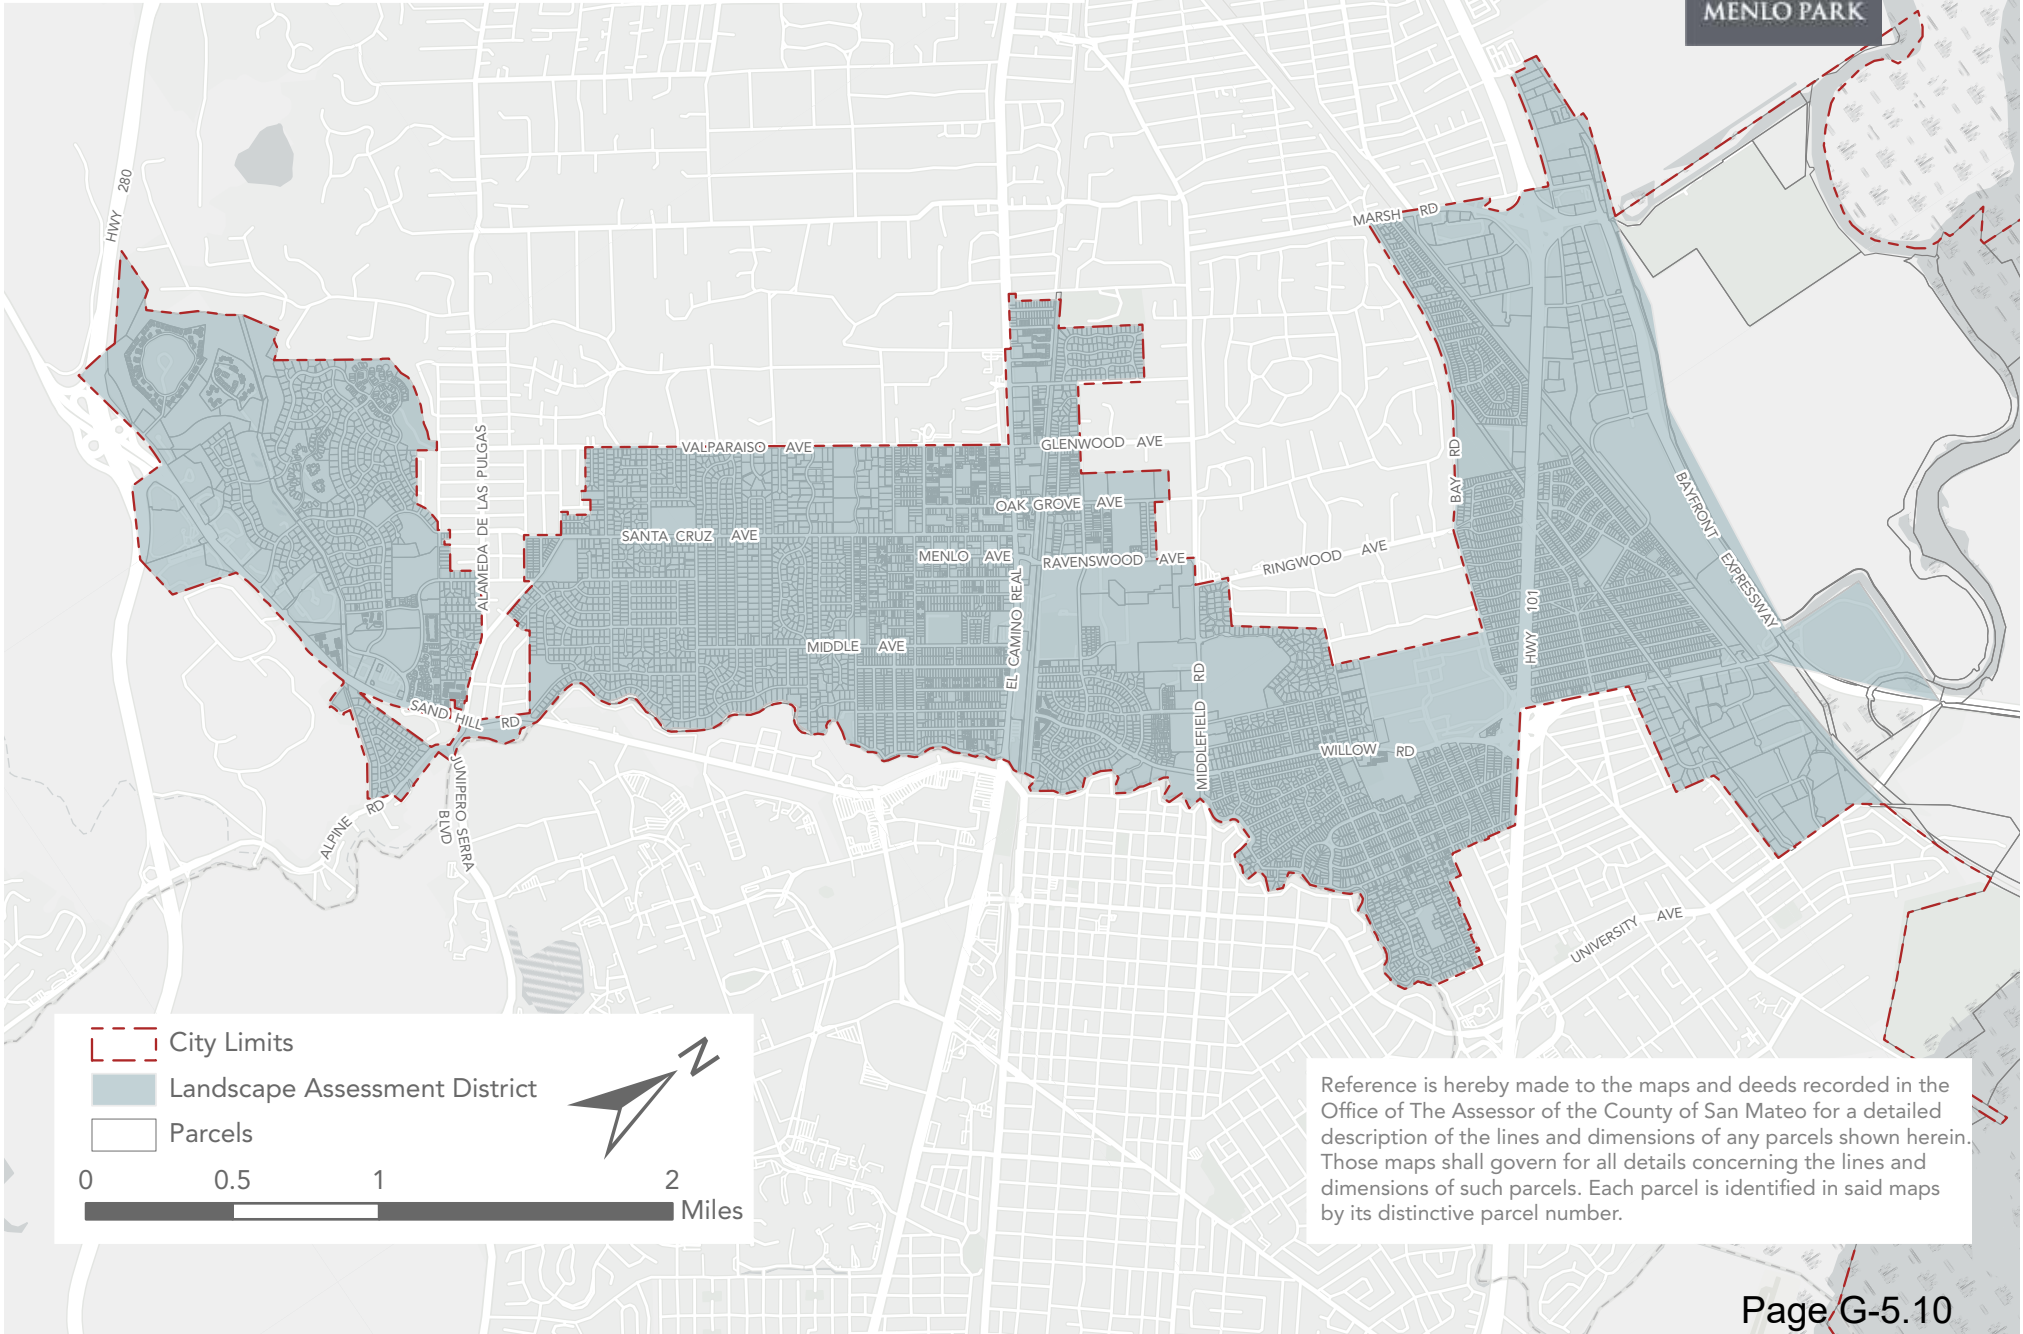 MENLO PARK
HWY 280
MARSH RD
ALAMEDA DE LAS PULGAS
VALPARAISO AVE
GLENWOOD AVE
BAY RD
OAK GROVE AVE
SANTA CRUZ AVE
MENLO AVE
RAVENSWOOD AVE
RINGWOOD AVE
BAYFRONT EXPRESSWAY
EL CAMINO REAL
HWY 101
MIDDLE AVE
MIDDLEFIELD RD
SAND HILL RD
WILLOW RD
JUNIPERO SERRA
BLVD
ALPINE RD
UNIVERSITY AVE
City Limits
Landscape Assessment District
Parcels
N
0 0.5 1 2
Miles
Reference is hereby made to the maps and deeds recorded in the
Office of The Assessor of the County of San Mateo for a detailed
description of the lines and dimensions of any parcels shown herein.
Those maps shall govern for all details concerning the lines and
dimensions of such parcels. Each parcel is identified in said maps
by its distinctive parcel number.
Page G-5.10